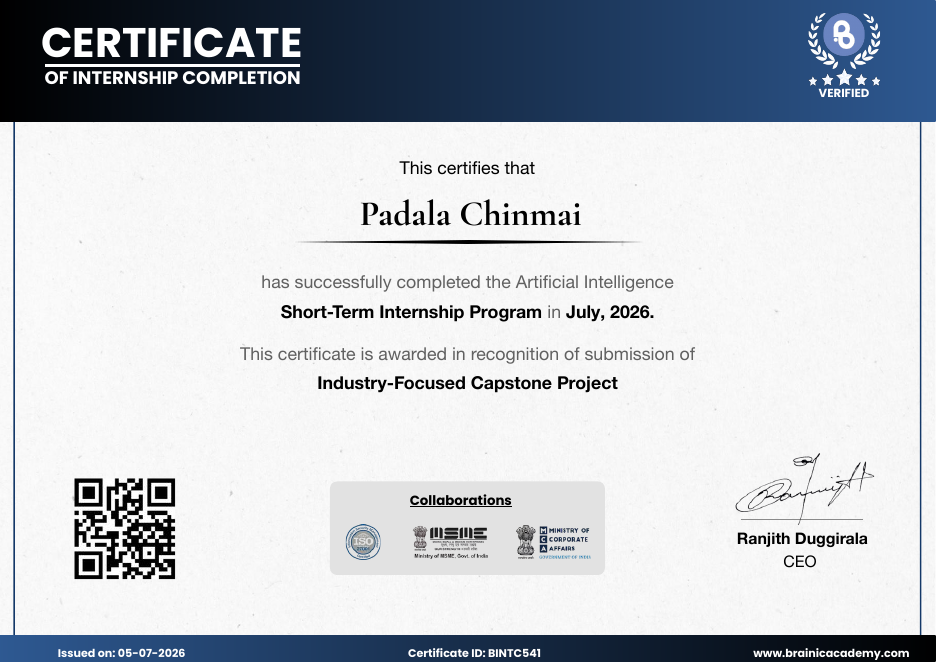 CERTIFICATE
OF INTERNSHIP COMPLETION
VERIFIED
This certifies that
Padala Chinmai
has successfully completed the Artificial Intelligence
Short-Term Internship Program in July, 2026.
This certificate is awarded in recognition of submission of
Industry-Focused Capstone Project
Collaborations
ISO
MSME
Ministry of MSME, Govt. of India
MCA
MINISTRY OF
CORPORATE
AFFAIRS
GOVERNMENT OF INDIA
Ranjith Duggirala
CEO
Issued on: 05-07-2026
Certificate ID: BINTC541
www.brainicacademy.com